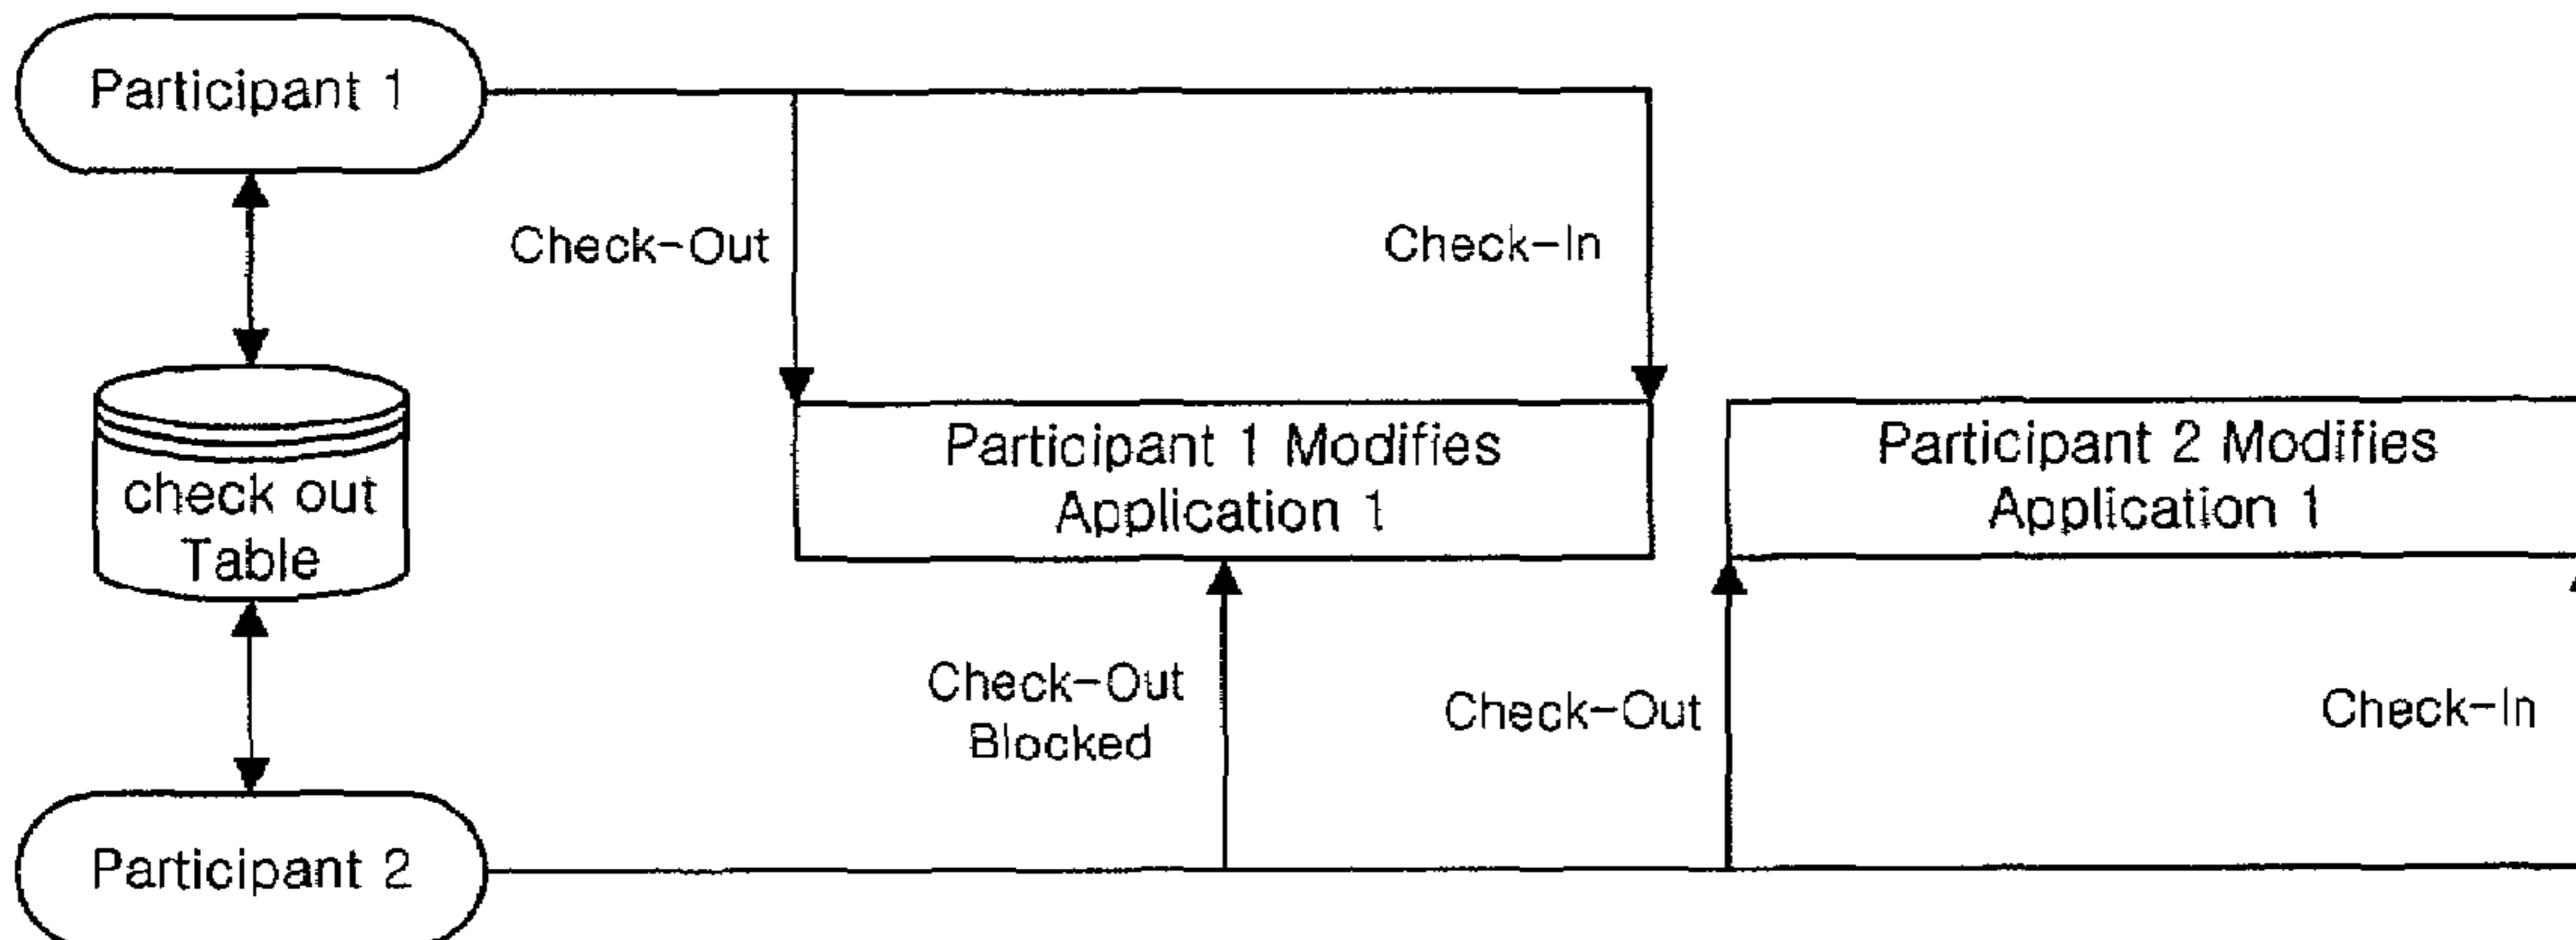 Participant 1
Check-Out
Check-In
check out
Table
Participant 1 Modifies
Application 1
Participant 2 Modifies
Application 1
Check-Out
Blocked
Check-Out
Check-In
Participant 2